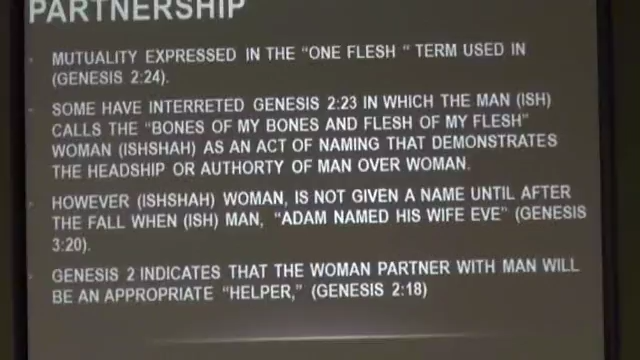 PARTNERSHIP
MUTUALITY EXPRESSED IN THE "ONE FLESH " TERM USED IN
(GENESIS 2:24).
SOME HAVE INTERRETED GENESIS 2:23 IN WHICH THE MAN (ISH)
CALLS THE "BONES OF MY BONES AND FLESH OF MY FLESH"
WOMAN (ISHSHAH) AS AN ACT OF NAMING THAT DEMONSTRATES
THE HEADSHIP OR AUTHORTY OF MAN OVER WOMAN.
HOWEVER (ISHSHAH) WOMAN, IS NOT GIVEN A NAME UNTIL AFTER
THE FALL WHEN (ISH) MAN, "ADAM NAMED HIS WIFE EVE" (GENESIS
3:20).
GENESIS 2 INDICATES THAT THE WOMAN PARTNER WITH MAN WILL
BE AN APPROPRIATE "HELPER," (GENESIS 2:18)